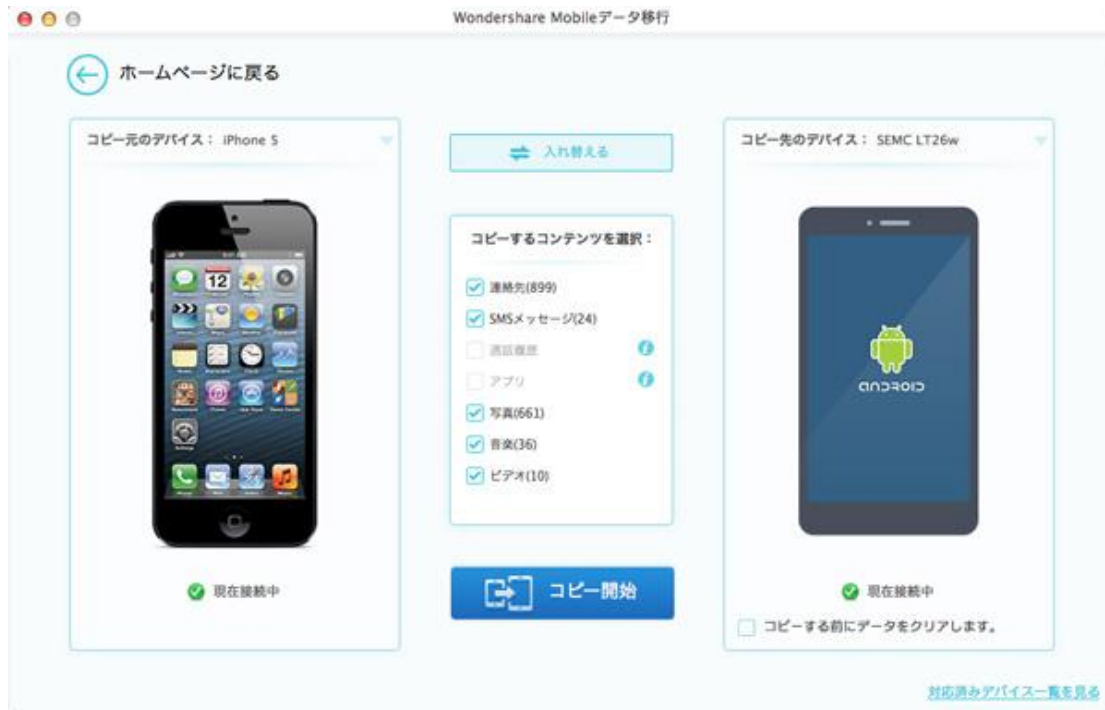 Wondershare Mobileデータ移行
ホームページに戻る
コピー元のデバイス： iPhone 5
入れ替える
コピー先のデバイス： SEMC LT26w
コピーするコンテンツを選択：
連絡先(899)
SMSメッセージ(24)
通話履歴
アプリ
写真(661)
音楽(36)
ビデオ(10)
12
ANDROID
現在接続中
コピー開始
現在接続中
コピーする前にデータをクリアします。
対応済みデバイス一覧を見る